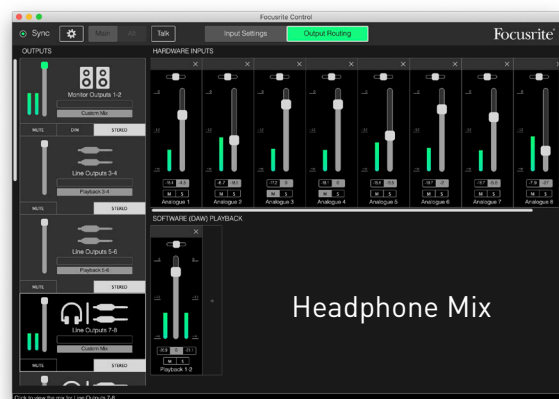 Focusrite Control
Sync
Main
Alt
Talk
Input Settings
Output Routing
Focusrite
OUTPUTS
Monitor Outputs 1-2
Custom Mix
MUTE DIM STEREO
Line Outputs 3-4
Playback 3-4
MUTE STEREO
Line Outputs 5-6
Playback 5-6
MUTE STEREO
Line Outputs 7-8
Custom Mix
MUTE STEREO
HARDWARE INPUTS
M S M S M S M S M S M S M S M S
Analogue 1 Analogue 2 Analogue 3 Analogue 4 Analogue 5 Analogue 6 Analogue 7 Analogue 8
SOFTWARE (DAW) PLAYBACK
M S
Playback 1-2
Headphone Mix
Click to view the mix for Line Outputs 7-8